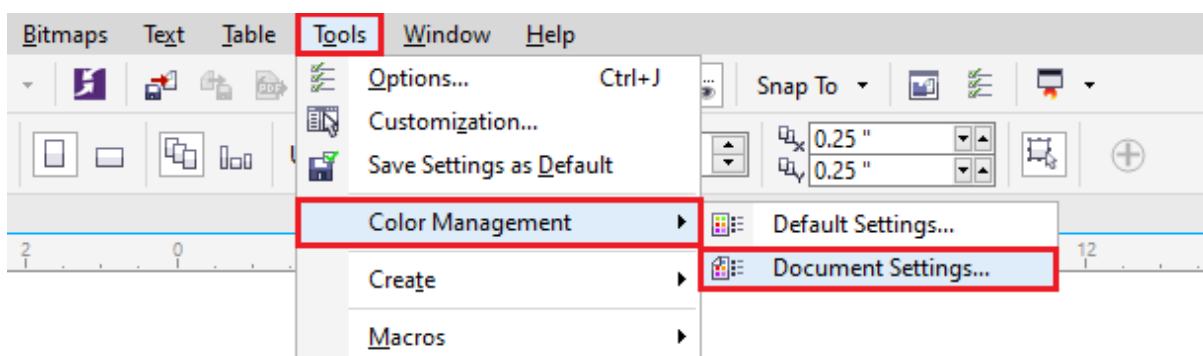 Bitmaps Text Table Tools Window Help
Options... Ctrl+J
Snap To
Customization...
0.25 "
Save Settings as Default
0.25 "
Color Management
Default Settings...
2 0 12
Document Settings...
Create
Macros